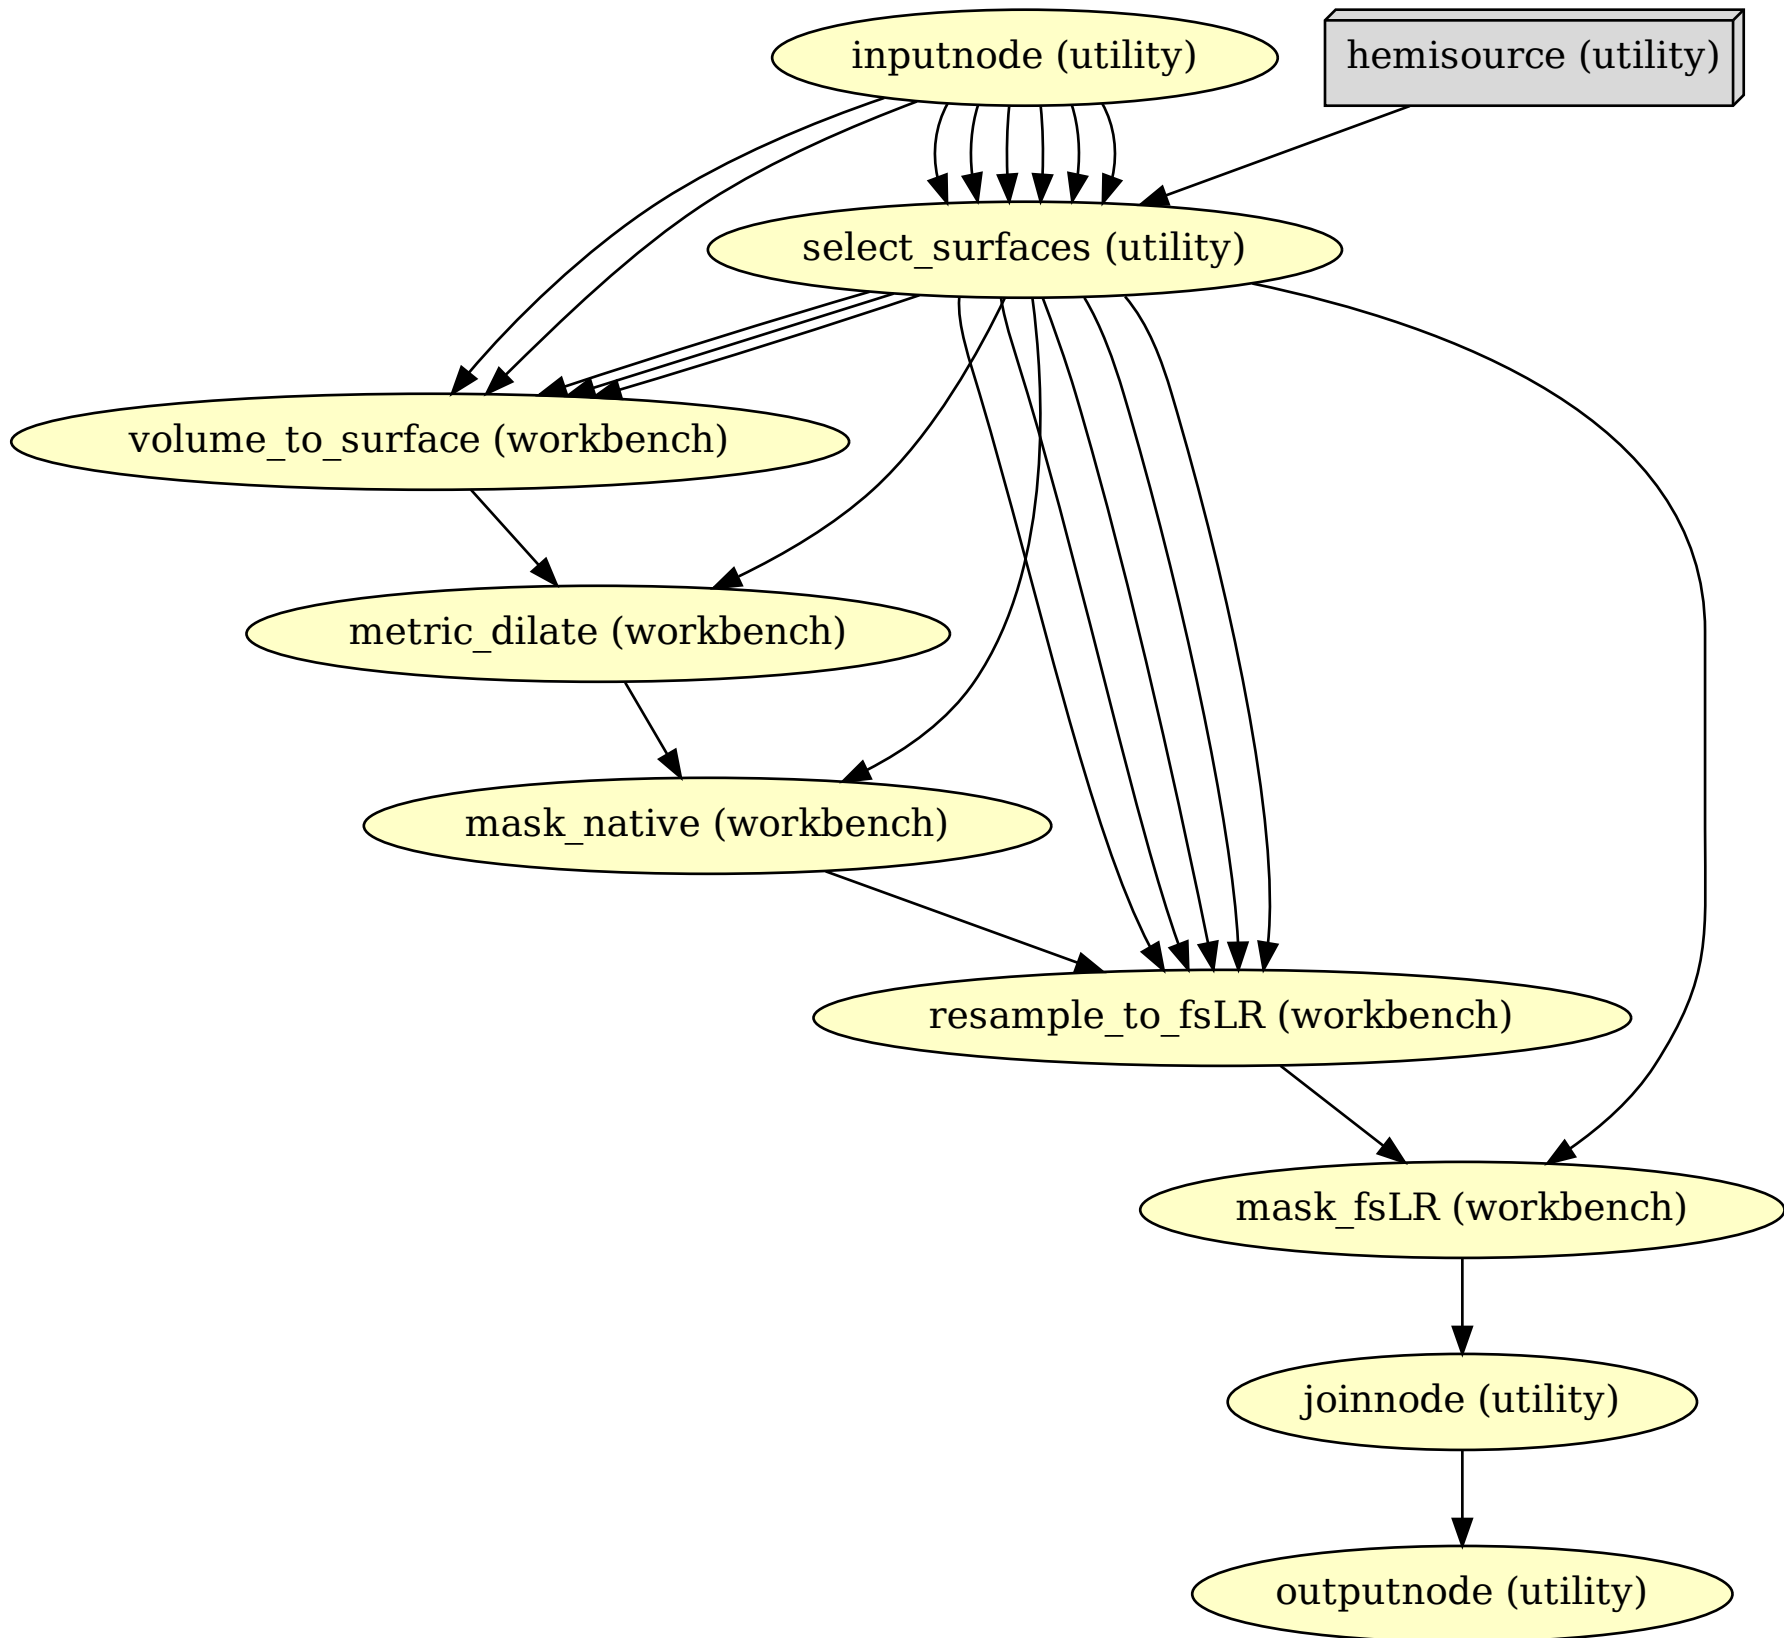 inputnode (utility)
hemisource (utility)
select_surfaces (utility)
volume_to_surface (workbench)
metric_dilate (workbench)
mask_native (workbench)
resample_to_fsLR (workbench)
mask_fsLR (workbench)
joinnode (utility)
outputnode (utility)